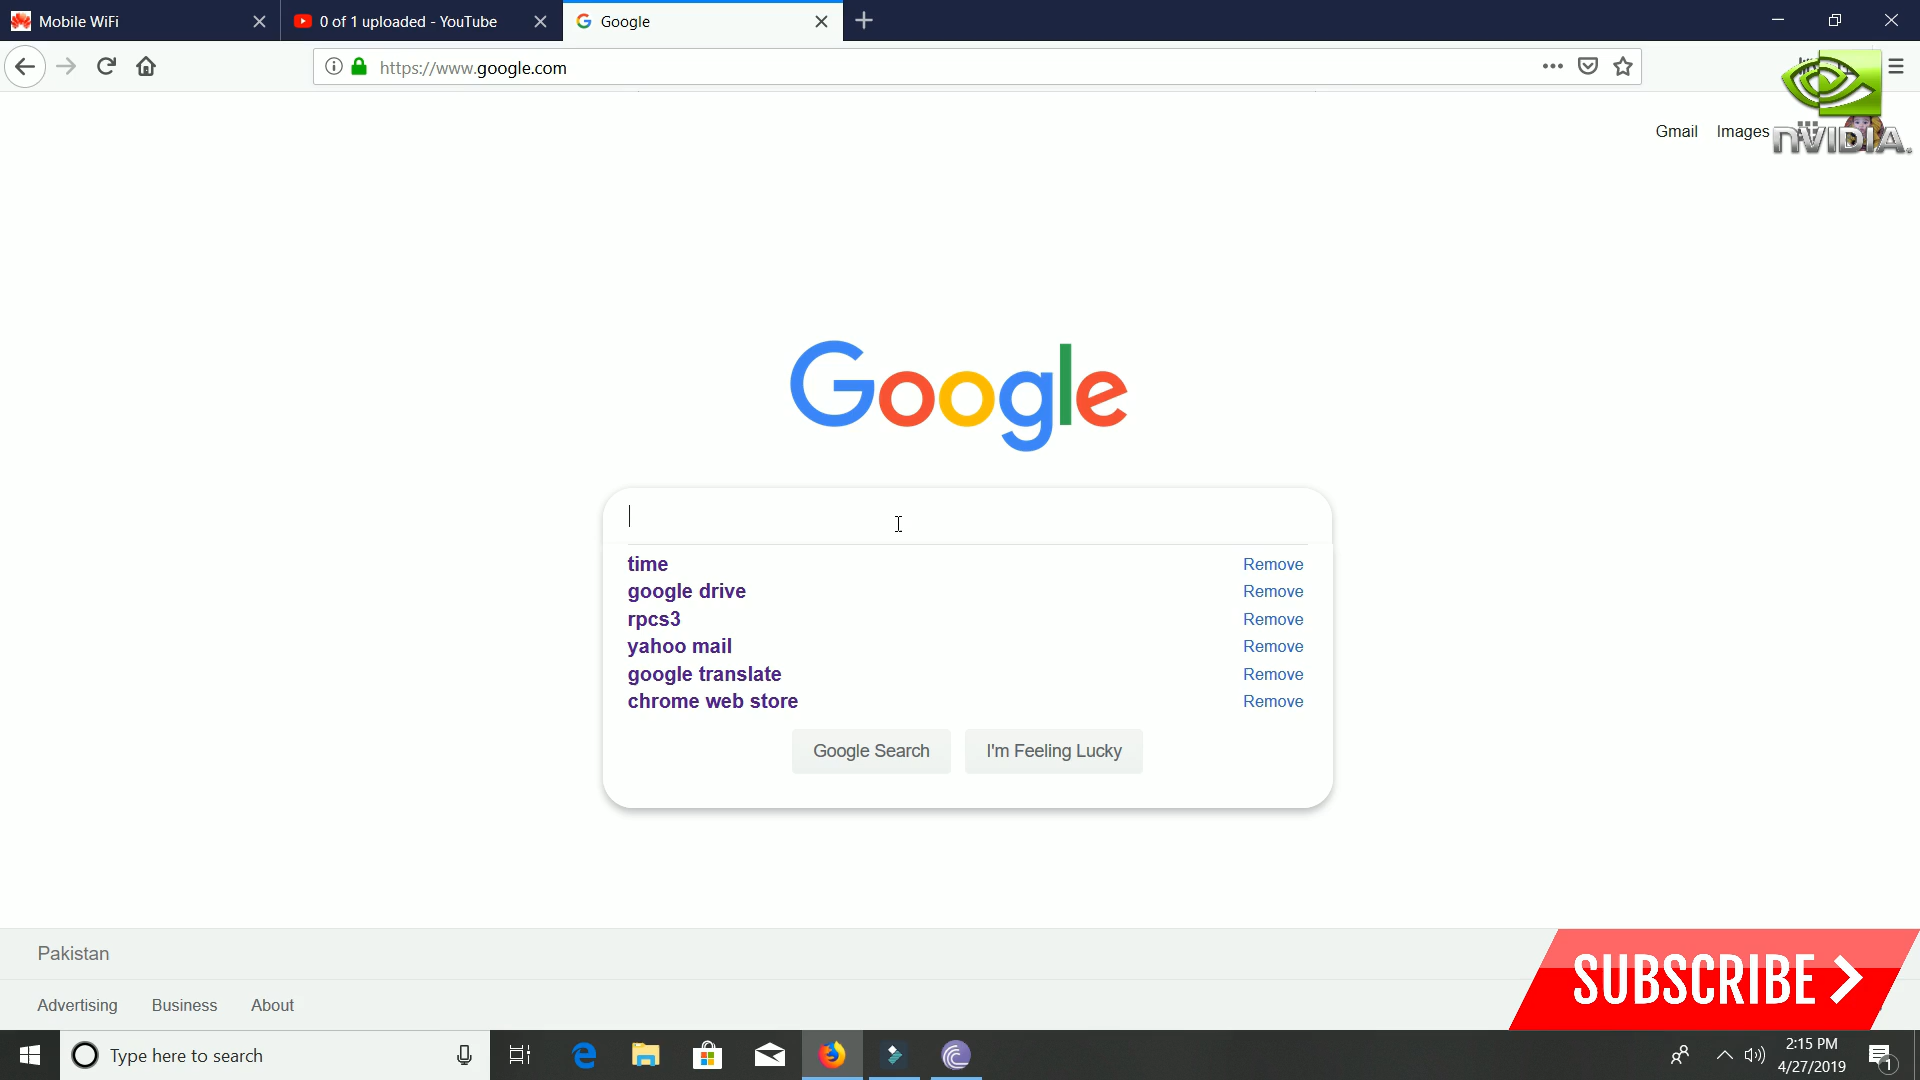 Mobile WiFi
0 of 1 uploaded - YouTube
Google
https://www.google.com
Gmail Images
NVIDIA.
Google
time Remove
google drive Remove
rpcs3 Remove
yahoo mail Remove
google translate Remove
chrome web store Remove
Google Search I'm Feeling Lucky
Pakistan
SUBSCRIBE
Advertising Business About
Type here to search
2:15 PM
4/27/2019
1